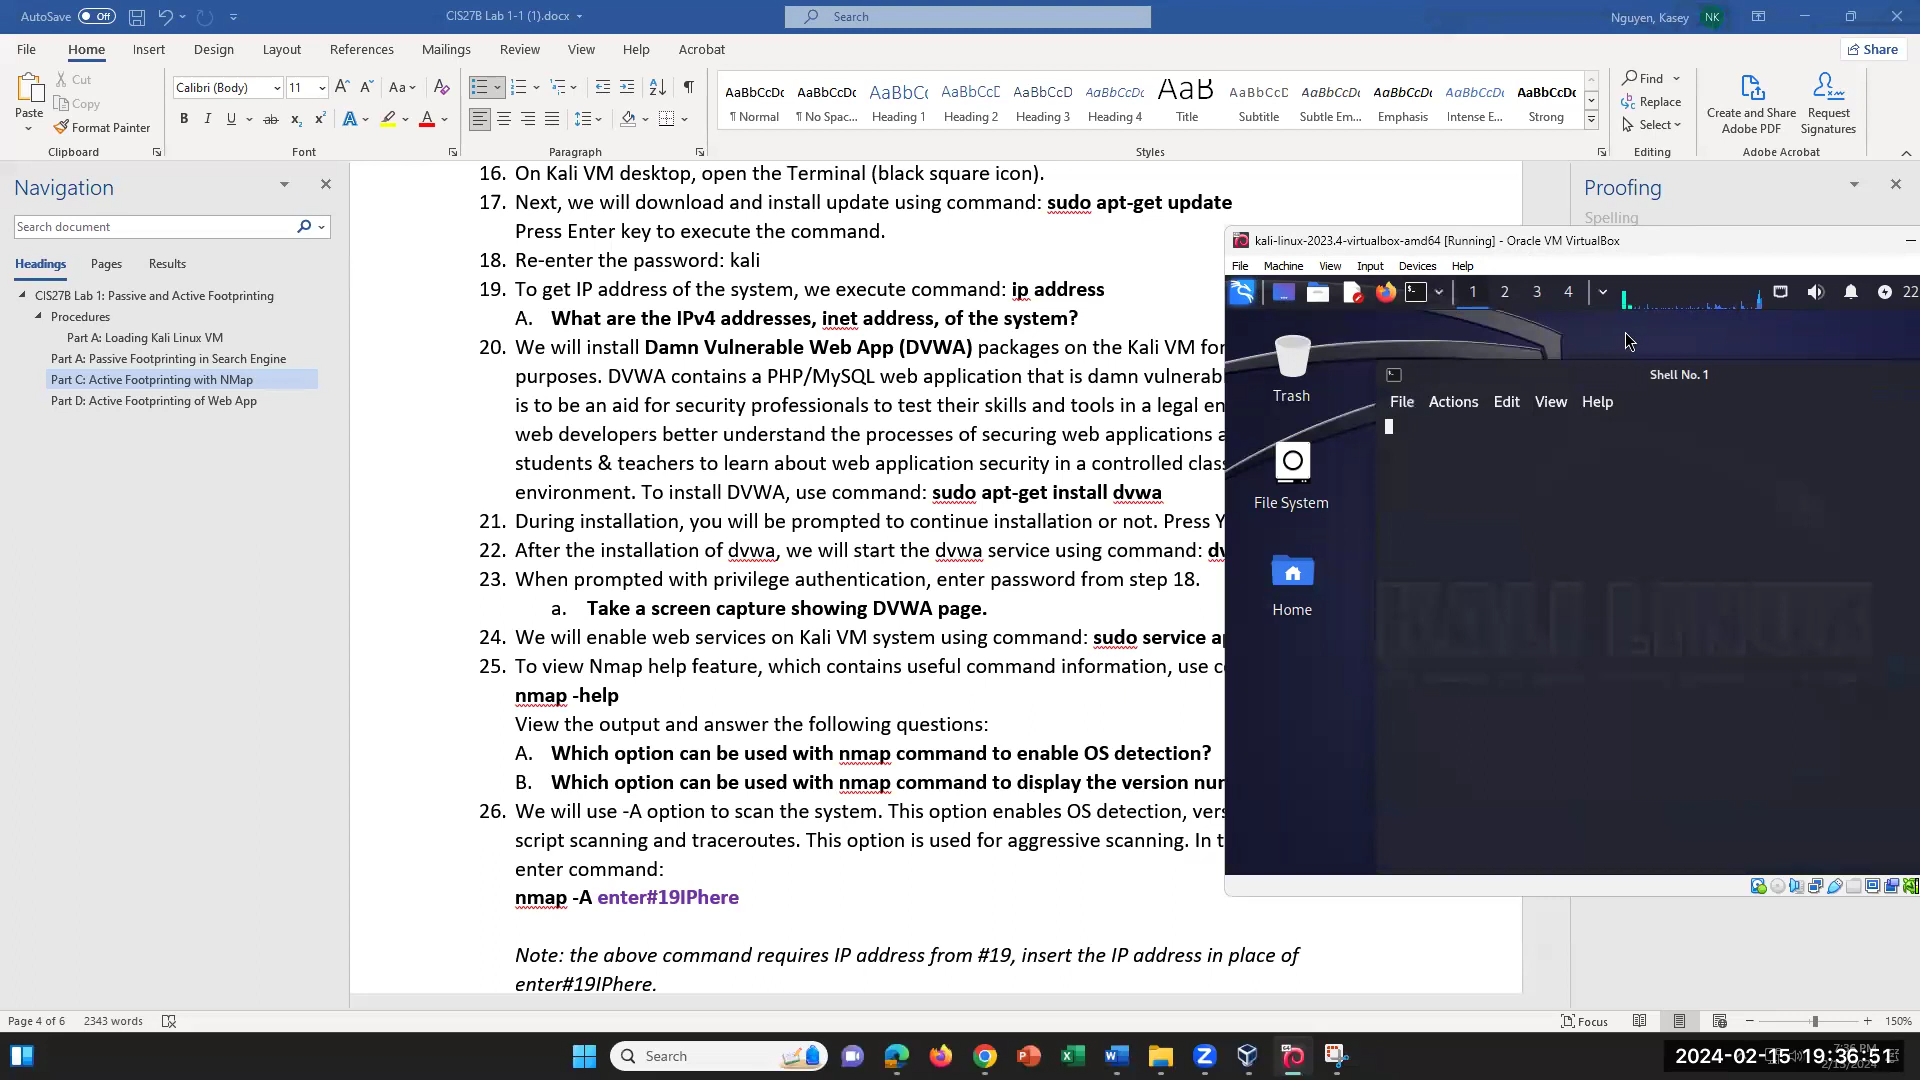 AutoSave Off CIS27B Lab 1-1 (1).docx Search Nguyen, Kasey NK
File Home Insert Design Layout References Mailings Review View Help Acrobat Share
Paste Cut Copy Format Painter
Calibri (Body) 11
AaBbCcDc AaBbCcDc AaBbCc AaBbCcD AaBbCcDc AaBbCcDc AaB AaBbCcD AaBbCcDc AaBbCcDc AaBbCcDc AaBbCcDc
¶ Normal ¶ No Spac... Heading 1 Heading 2 Heading 3 Heading 4 Title Subtitle Subtle Em... Emphasis Intense E... Strong
Find Replace Select
Create and Share Adobe PDF Request Signatures
Clipboard Font Paragraph Styles Editing Adobe Acrobat
Navigation
Search document
Headings Pages Results
CIS27B Lab 1: Passive and Active Footprinting
Procedures
Part A: Loading Kali Linux VM
Part A: Passive Footprinting in Search Engine
Part C: Active Footprinting with NMap
Part D: Active Footprinting of Web App
16. On Kali VM desktop, open the Terminal (black square icon).
17. Next, we will download and install update using command: sudo apt-get update
Press Enter key to execute the command.
18. Re-enter the password: kali
19. To get IP address of the system, we execute command: ip address
A. What are the IPv4 addresses, inet address, of the system?
20. We will install Damn Vulnerable Web App (DVWA) packages on the Kali VM for
purposes. DVWA contains a PHP/MySQL web application that is damn vulnerabl
is to be an aid for security professionals to test their skills and tools in a legal en
web developers better understand the processes of securing web applications a
students & teachers to learn about web application security in a controlled clas
environment. To install DVWA, use command: sudo apt-get install dvwa
21. During installation, you will be prompted to continue installation or not. Press Y
22. After the installation of dvwa, we will start the dvwa service using command: dv
23. When prompted with privilege authentication, enter password from step 18.
a. Take a screen capture showing DVWA page.
24. We will enable web services on Kali VM system using command: sudo service ap
25. To view Nmap help feature, which contains useful command information, use co
nmap -help
View the output and answer the following questions:
A. Which option can be used with nmap command to enable OS detection?
B. Which option can be used with nmap command to display the version num
26. We will use -A option to scan the system. This option enables OS detection, vers
script scanning and traceroutes. This option is used for aggressive scanning. In t
enter command:
nmap -A enter#19IPhere
Note: the above command requires IP address from #19, insert the IP address in place of
enter#19IPhere.
Proofing
Spelling
kali-linux-2023.4-virtualbox-amd64 [Running] - Oracle VM VirtualBox
File Machine View Input Devices Help
1 2 3 4 22
Trash
File System
Home
Shell No. 1
File Actions Edit View Help
KALI LINUX
Page 4 of 6 2343 words Focus 150%
Search
2024-02-15 19:36:51